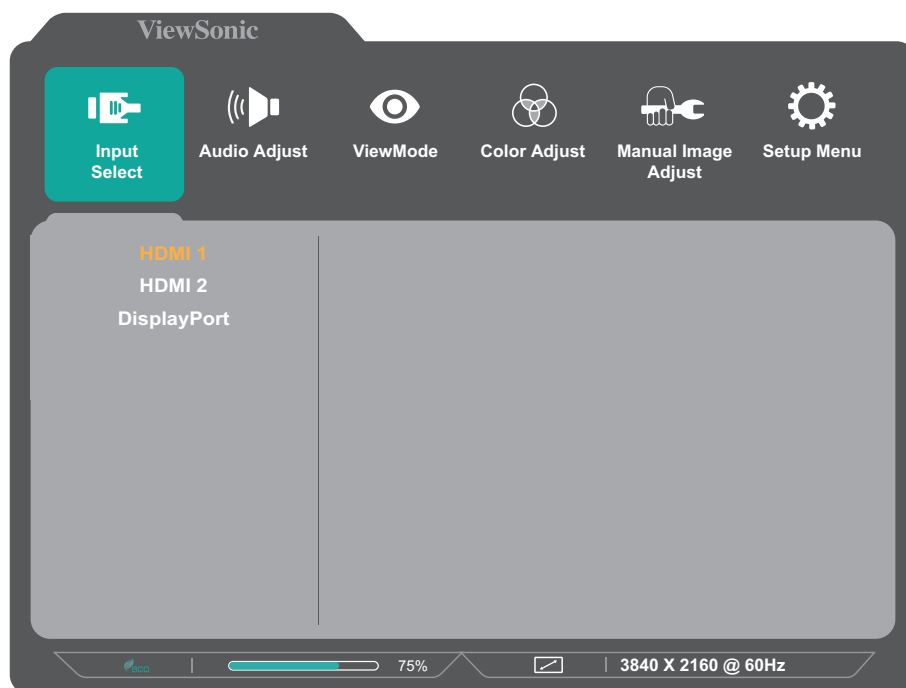 ViewSonic
Input
Select
Audio Adjust
ViewMode
Color Adjust
Manual Image
Adjust
Setup Menu
HDMI 1
HDMI 2
DisplayPort
ECO
75%
3840 X 2160 @ 60Hz